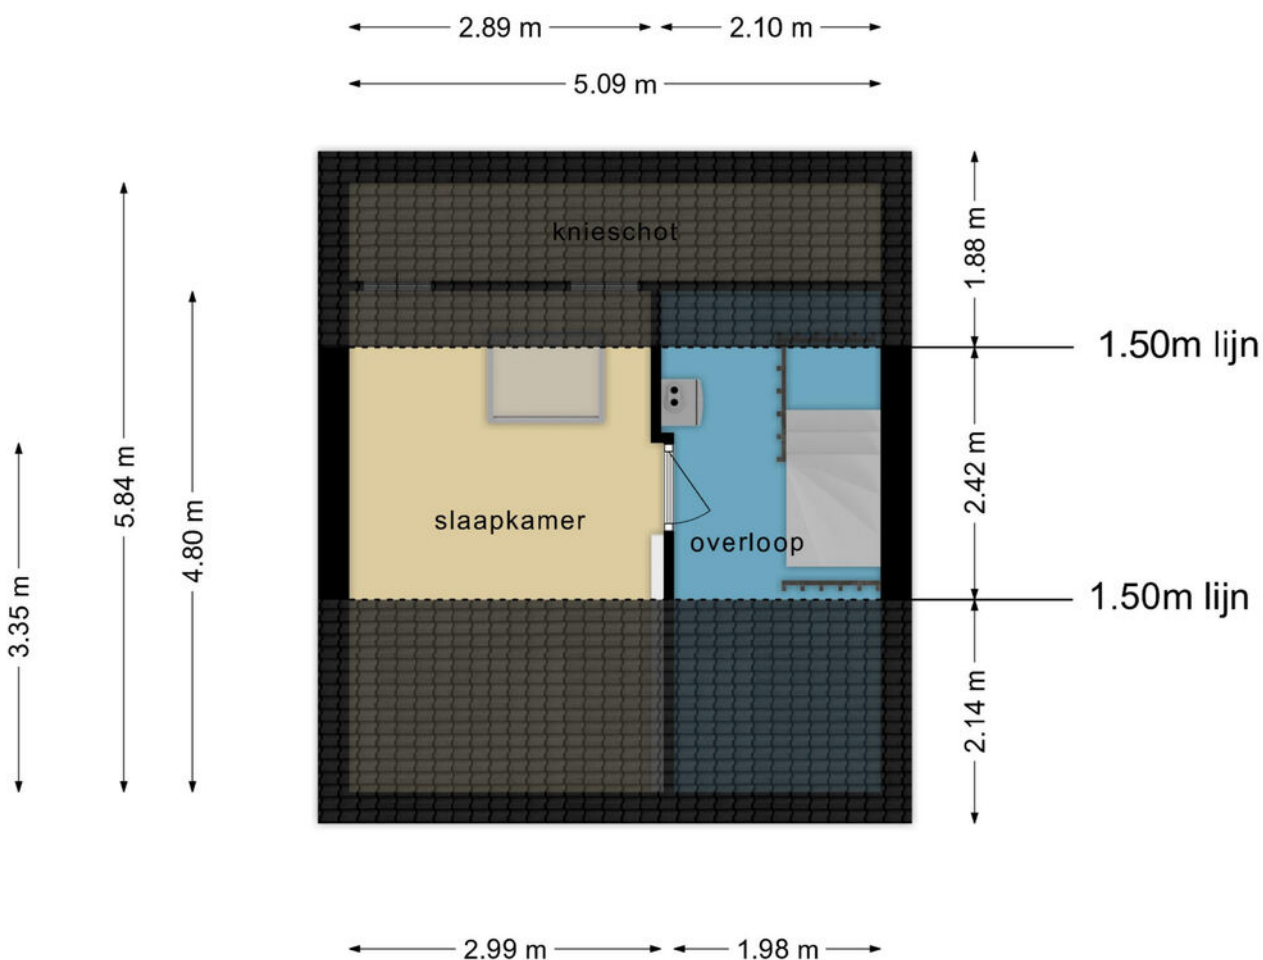 2.89 m
2.10 m
5.09 m
knieschot
1.88 m
1.50m lijn
5.84 m
4.80 m
2.42 m
slaapkamer
overloop
3.35 m
1.50m lijn
2.14 m
2.99 m
1.98 m